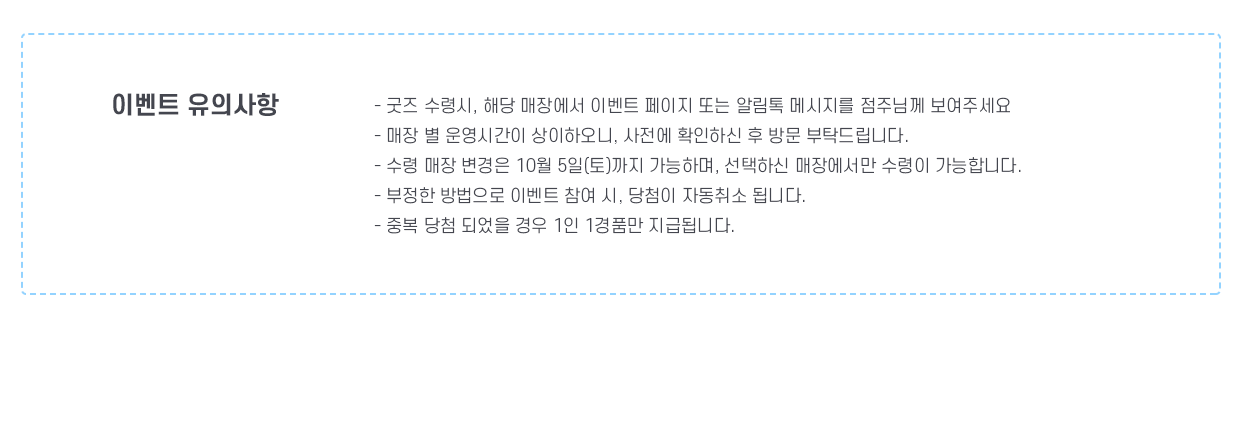 이벤트 유의사항
- 굿즈 수령시, 해당 매장에서 이벤트 페이지 또는 알림톡 메시지를 점주님께 보여주세요
- 매장 별 운영시간이 상이하오니, 사전에 확인하신 후 방문 부탁드립니다.
- 수령 매장 변경은 10월 5일(토)까지 가능하며, 선택하신 매장에서만 수령이 가능합니다.
- 부정한 방법으로 이벤트 참여 시, 당첨이 자동취소 됩니다.
- 중복 당첨 되었을 경우 1인 1경품만 지급됩니다.